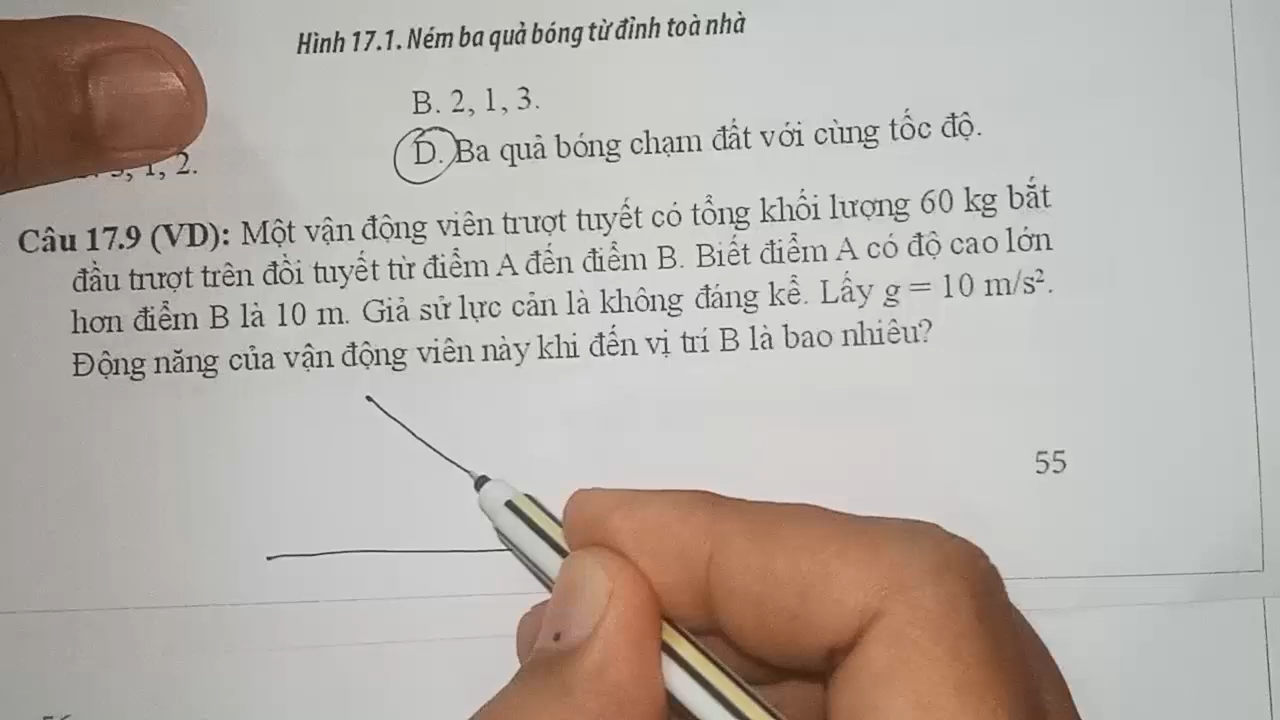 Hình 17.1. Ném ba quả bóng từ đỉnh toà nhà
B. 2, 1, 3.
D. Ba quả bóng chạm đất với cùng tốc độ.
1, 2.
Câu 17.9 (VD): Một vận động viên trượt tuyết có tổng khối lượng 60 kg bắt
đầu trượt trên đồi tuyết từ điểm A đến điểm B. Biết điểm A có độ cao lớn
hơn điểm B là 10 m. Giả sử lực cản là không đáng kể. Lấy g = 10 m/s².
Động năng của vận động viên này khi đến vị trí B là bao nhiêu?
55